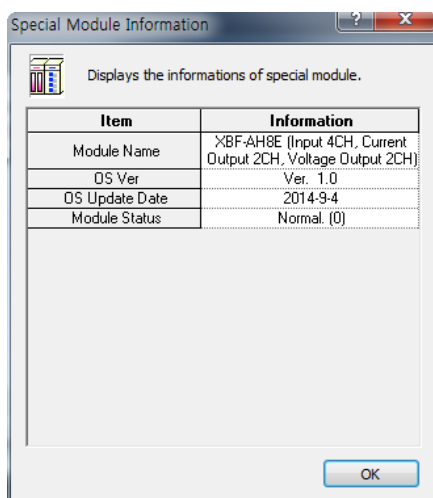 Special Module Information
?
X
Displays the informations of special module.
Item Information
Module Name XBF-AH8E (Input 4CH, Current
Output 2CH, Voltage Output 2CH)
OS Ver Ver. 1.0
OS Update Date 2014-9-4
Module Status Normal. (0)
OK